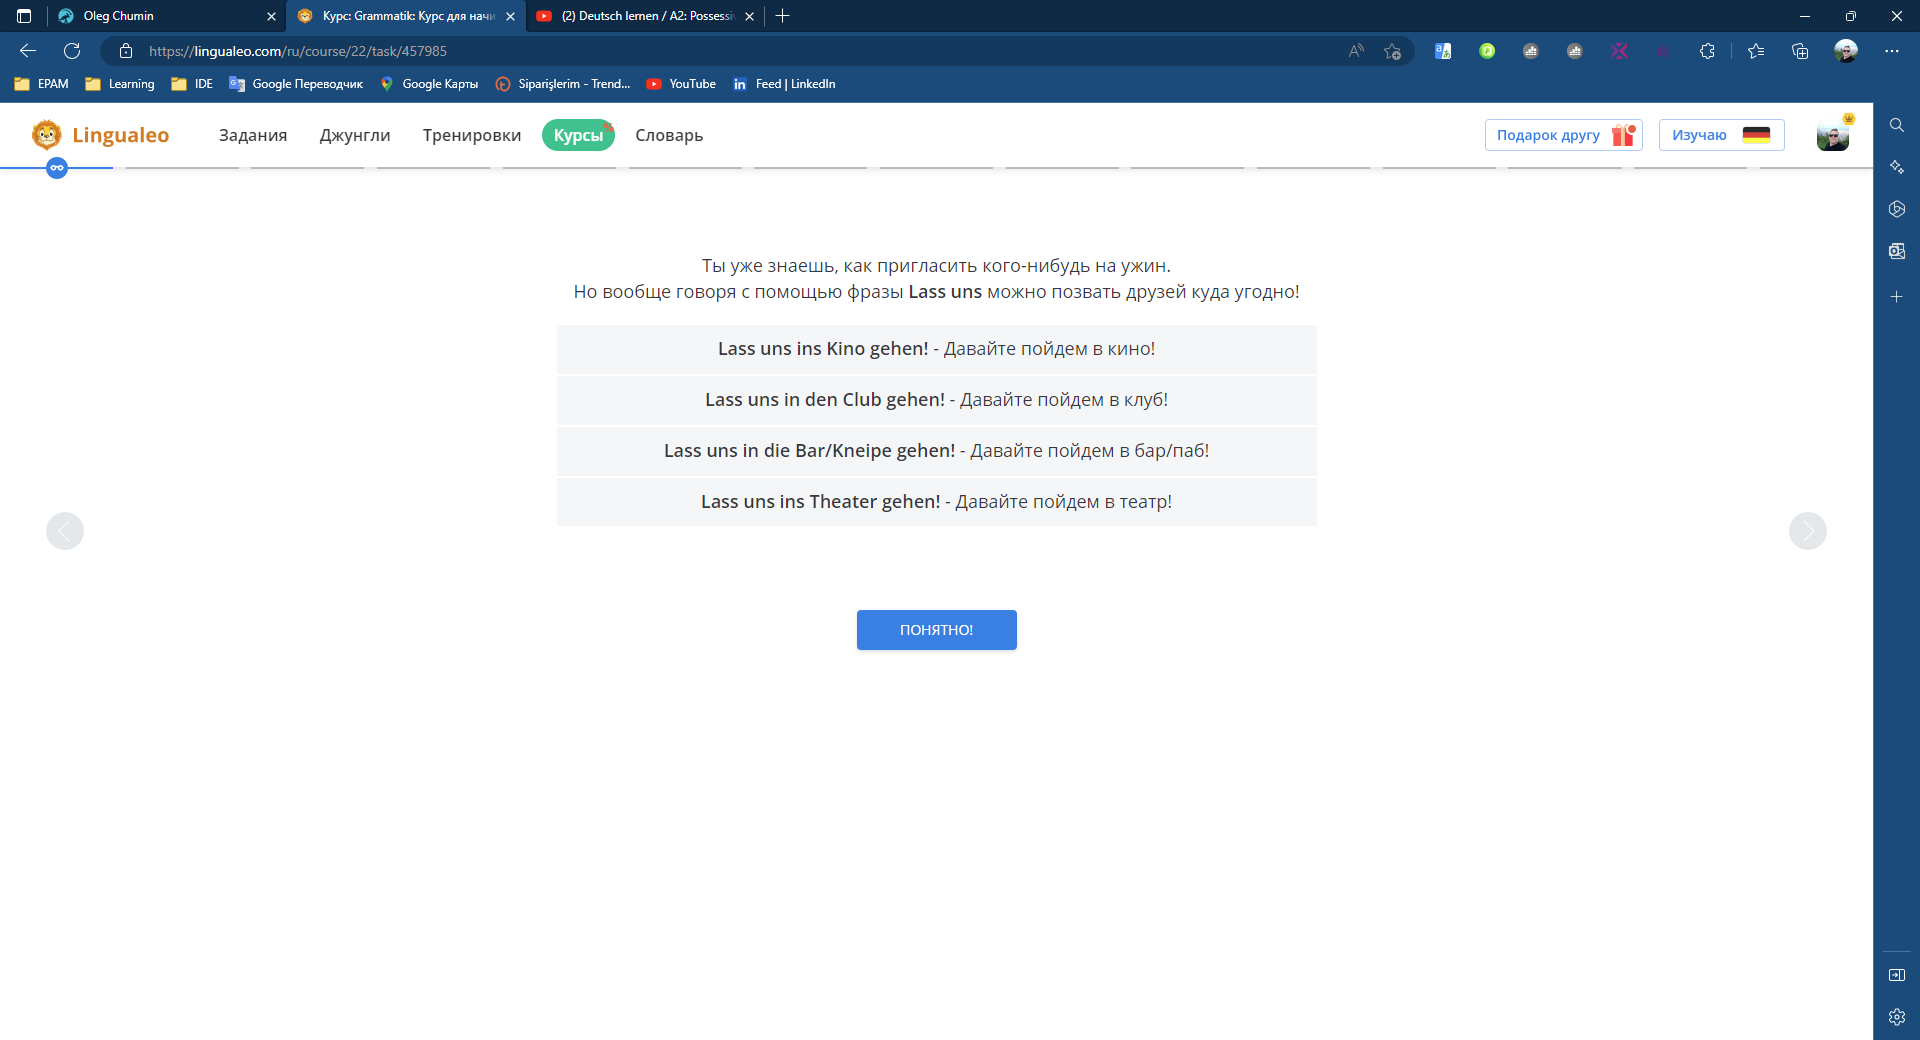 Oleg Chumin
Курс: Grammatik: Курс для начи
(2) Deutsch lernen / A2: Possessiv
https://lingualeo.com/ru/course/22/task/457985
EPAM
Learning
IDE
Google Переводчик
Google Карты
Siparişlerim - Trend...
YouTube
Feed | LinkedIn
Lingualeo
Задания
Джунгли
Тренировки
Курсы
Словарь
Подарок другу
Изучаю
Ты уже знаешь, как пригласить кого-нибудь на ужин.
Но вообще говоря с помощью фразы Lass uns можно позвать друзей куда угодно!
Lass uns ins Kino gehen! - Давайте пойдем в кино!
Lass uns in den Club gehen! - Давайте пойдем в клуб!
Lass uns in die Bar/Kneipe gehen! - Давайте пойдем в бар/паб!
Lass uns ins Theater gehen! - Давайте пойдем в театр!
ПОНЯТНО!